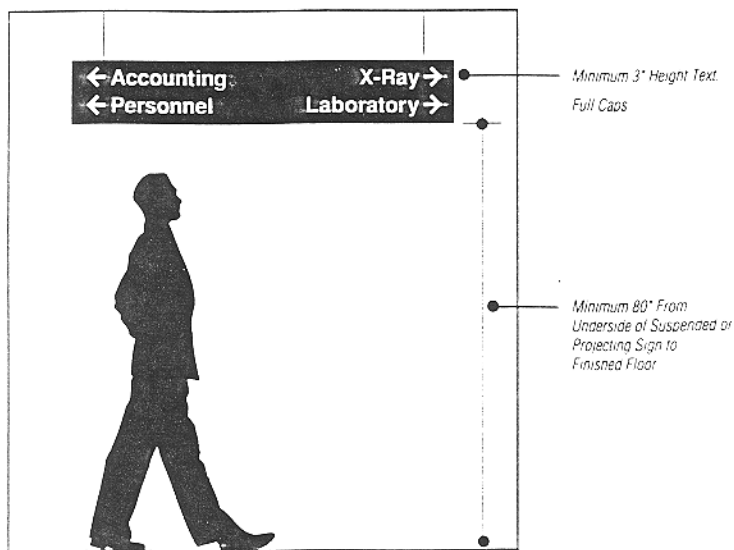 ←Accounting X-Ray→
←Personnel Laboratory→
Minimum 3" Height Text.
Full Caps
Minimum 80" From
Underside of Suspended or
Projecting Sign to
Finished Floor